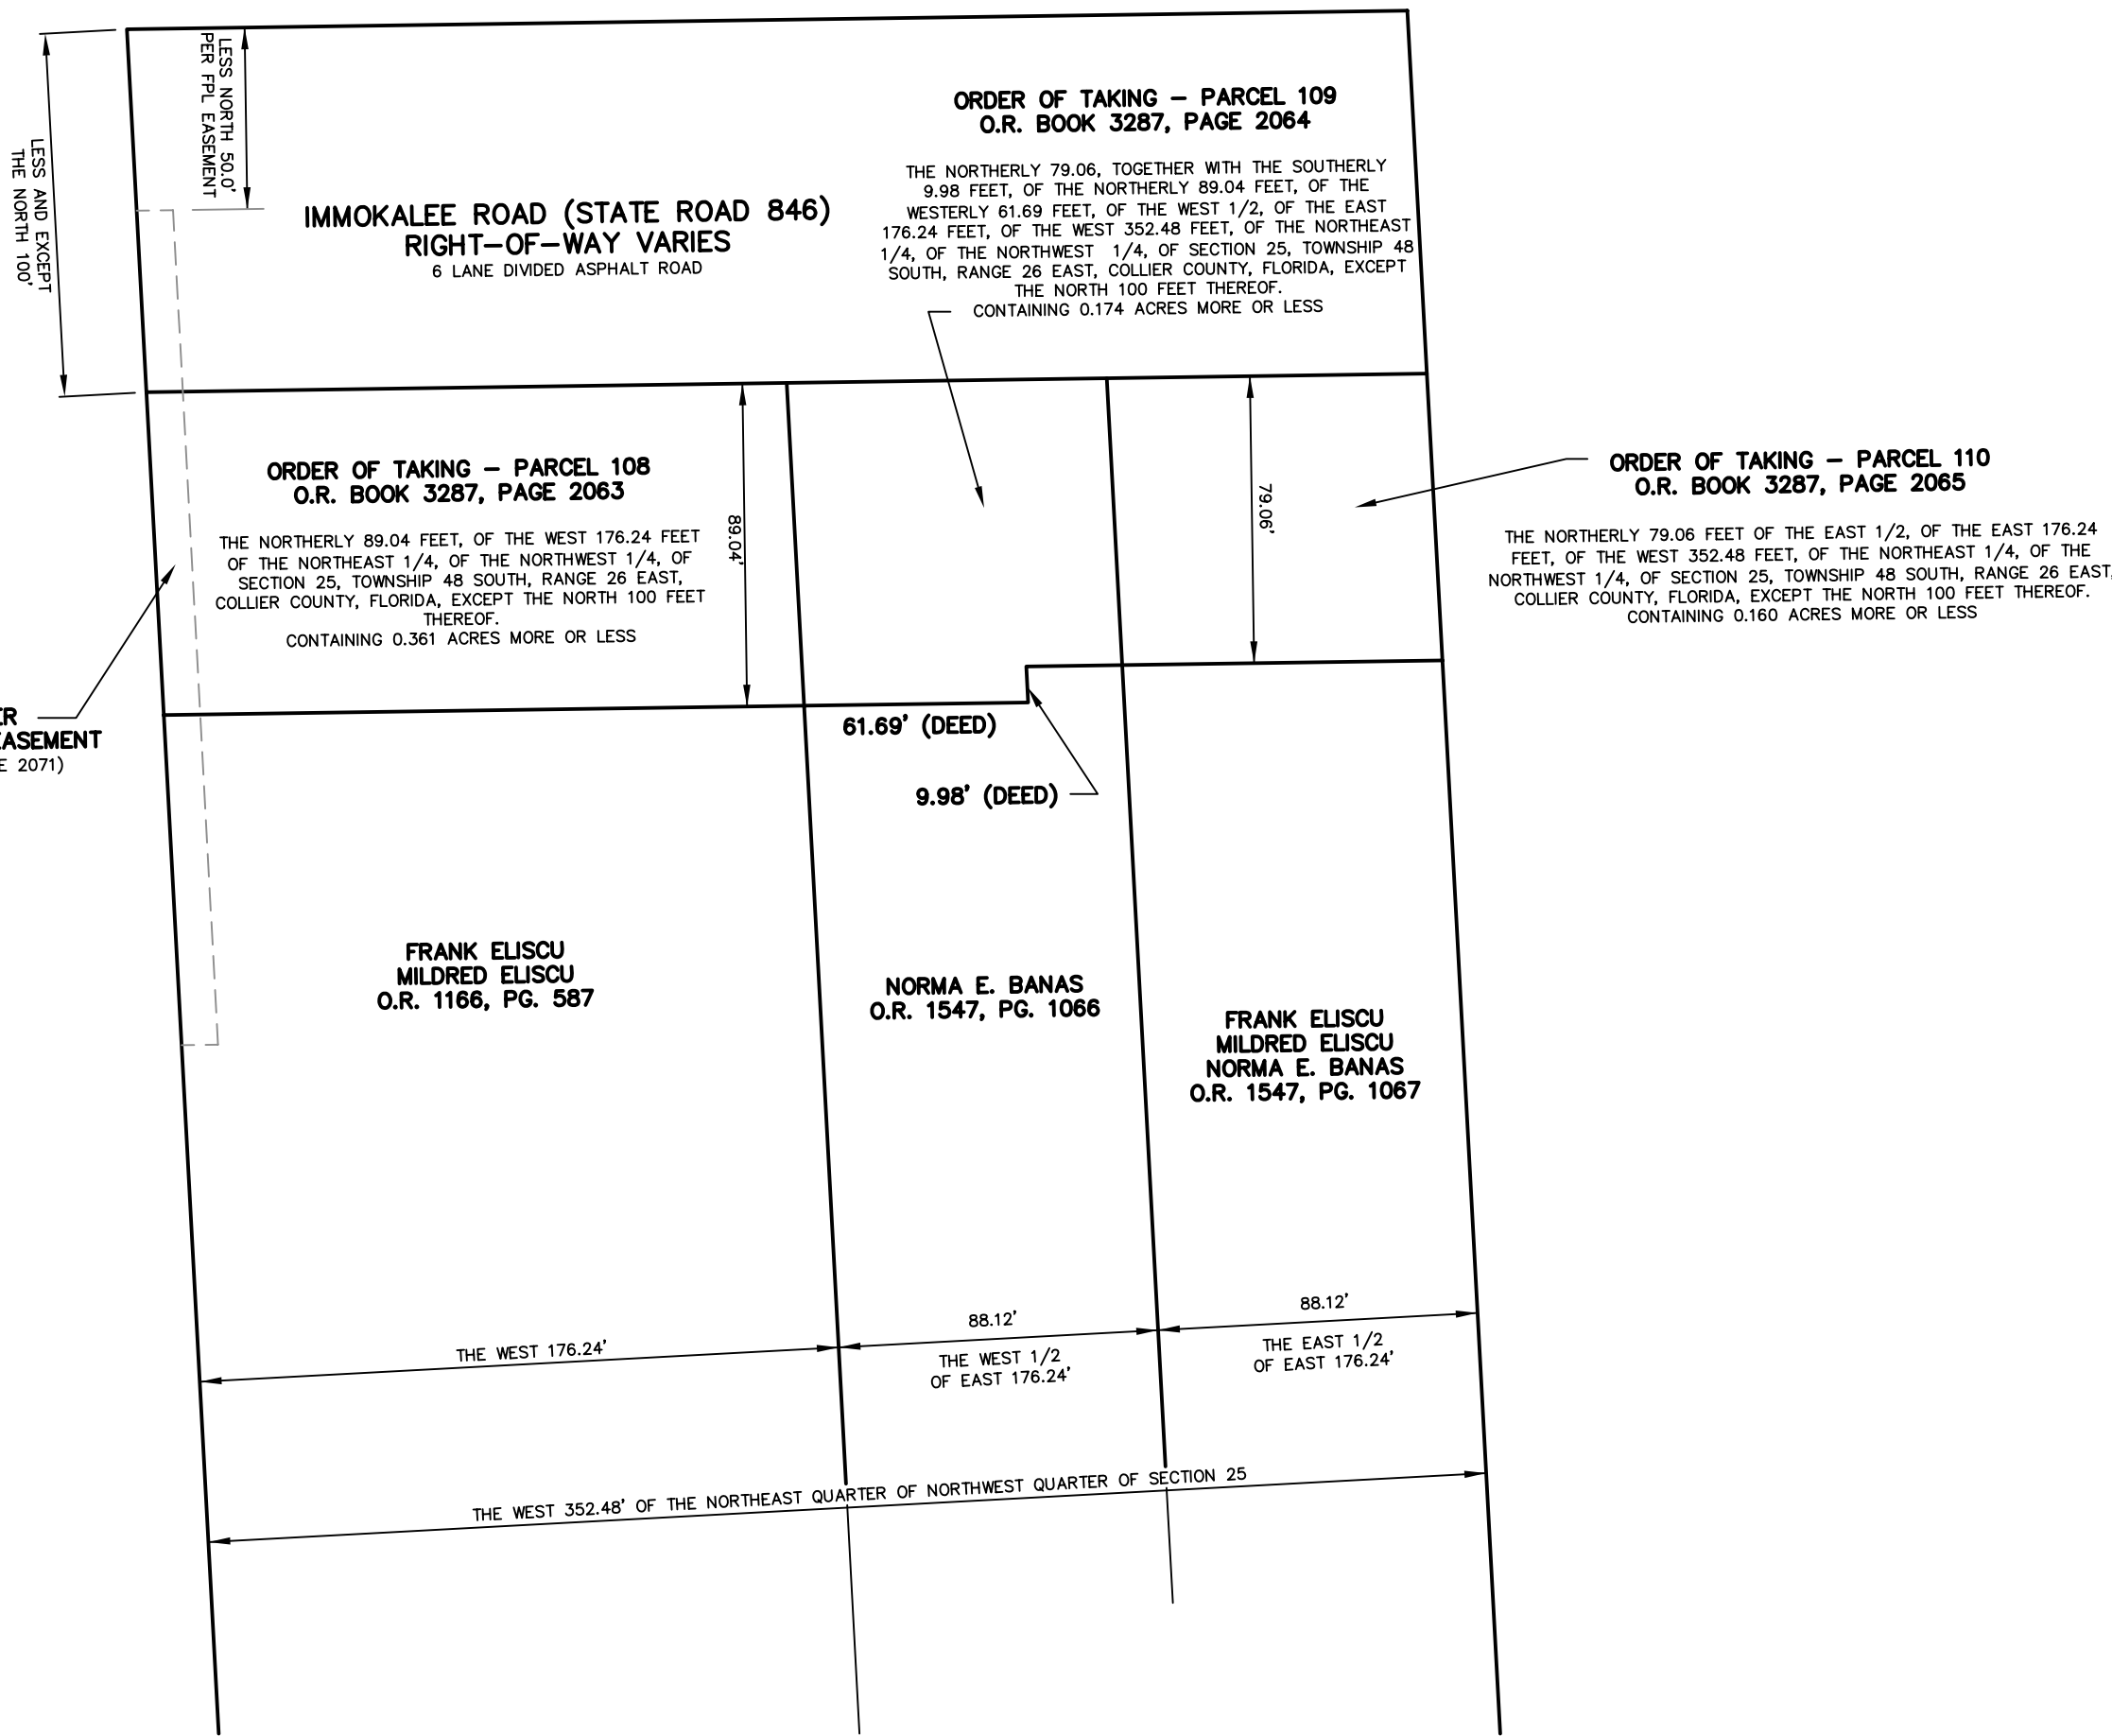 LESS NORTH 50.0'
PER FPL EASEMENT
LESS AND EXCEPT
THE NORTH 100'
IMMOKALEE ROAD (STATE ROAD 846)
RIGHT-OF-WAY VARIES
6 LANE DIVIDED ASPHALT ROAD
ORDER OF TAKING - PARCEL 109
O.R. BOOK 3287, PAGE 2064
THE NORTHERLY 79.06, TOGETHER WITH THE SOUTHERLY
9.98 FEET, OF THE NORTHERLY 89.04 FEET, OF THE
WESTERLY 61.69 FEET, OF THE WEST 1/2, OF THE EAST
176.24 FEET, OF THE WEST 352.48 FEET, OF THE NORTHEAST
1/4, OF THE NORTHWEST 1/4, OF SECTION 25, TOWNSHIP 48
SOUTH, RANGE 26 EAST, COLLIER COUNTY, FLORIDA, EXCEPT
THE NORTH 100 FEET THEREOF.
CONTAINING 0.174 ACRES MORE OR LESS
ORDER OF TAKING - PARCEL 108
O.R. BOOK 3287, PAGE 2063
THE NORTHERLY 89.04 FEET, OF THE WEST 176.24 FEET
OF THE NORTHEAST 1/4, OF THE NORTHWEST 1/4, OF
SECTION 25, TOWNSHIP 48 SOUTH, RANGE 26 EAST,
COLLIER COUNTY, FLORIDA, EXCEPT THE NORTH 100 FEET
THEREOF.
CONTAINING 0.361 ACRES MORE OR LESS
89.04'
79.06'
ORDER OF TAKING - PARCEL 110
O.R. BOOK 3287, PAGE 2065
THE NORTHERLY 79.06 FEET OF THE EAST 1/2, OF THE EAST 176.24
FEET, OF THE WEST 352.48 FEET, OF THE NORTHEAST 1/4, OF THE
NORTHWEST 1/4, OF SECTION 25, TOWNSHIP 48 SOUTH, RANGE 26 EAST,
COLLIER COUNTY, FLORIDA, EXCEPT THE NORTH 100 FEET THEREOF.
CONTAINING 0.160 ACRES MORE OR LESS
ER
EASEMENT
E 2071)
61.69' (DEED)
9.98' (DEED)
FRANK ELISCU
MILDRED ELISCU
O.R. 1166, PG. 587
NORMA E. BANAS
O.R. 1547, PG. 1066
FRANK ELISCU
MILDRED ELISCU
NORMA E. BANAS
O.R. 1547, PG. 1067
THE WEST 176.24'
88.12'
THE WEST 1/2
OF EAST 176.24'
88.12'
THE EAST 1/2
OF EAST 176.24'
THE WEST 352.48' OF THE NORTHEAST QUARTER OF NORTHWEST QUARTER OF SECTION 25